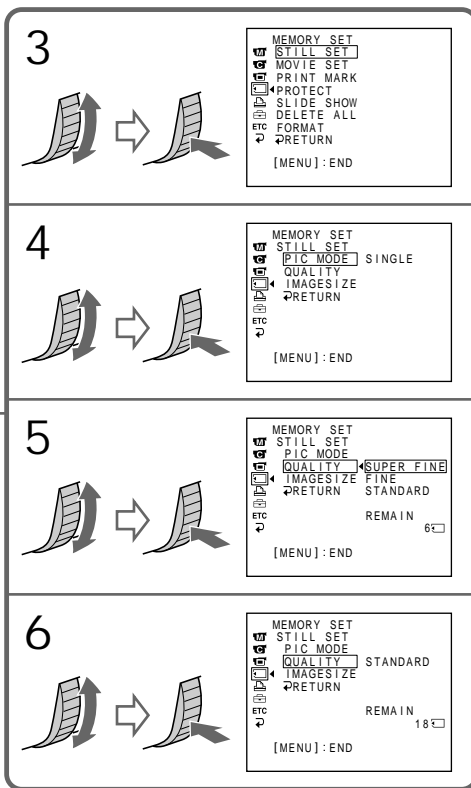 3
MEMORY SET
STILL SET
MOVIE SET
PRINT MARK
PROTECT
SLIDE SHOW
DELETE ALL
ETC FORMAT
RETURN
[MENU] : END
4
MEMORY SET
STILL SET
PIC MODE SINGLE
QUALITY
IMAGESIZE
RETURN
ETC
[MENU] : END
5
MEMORY SET
STILL SET
PIC MODE
QUALITY SUPER FINE
IMAGESIZE FINE
RETURN STANDARD
ETC REMAIN
6
[MENU] : END
6
MEMORY SET
STILL SET
PIC MODE
QUALITY STANDARD
IMAGESIZE
RETURN
ETC REMAIN
18
[MENU] : END